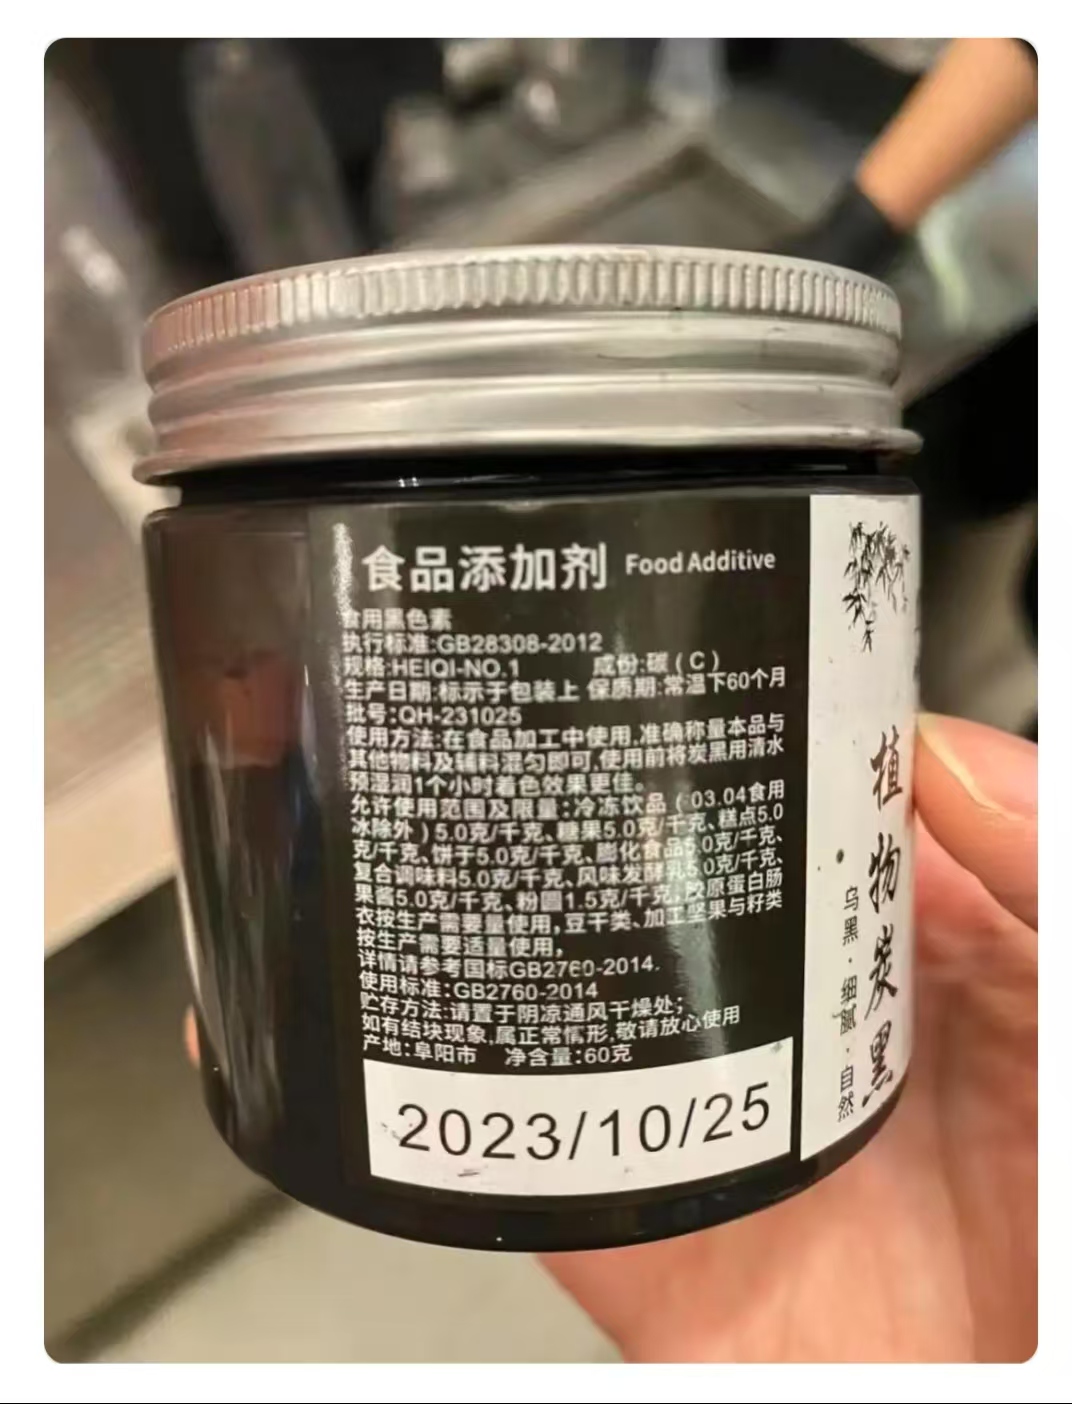 食品添加剂 Food Additive
食用黑色素
执行标准:GB28308-2012
规格:HEIQI-NO.1 成份:碳(C)
生产日期:标示于包装上 保质期:常温下60个月
批号:QH-231025
使用方法:在食品加工中使用,准确称量本品与
其他物料及辅料混匀即可,使用前将炭黑用清水
预湿润1个小时着色效果更佳。
允许使用范围及限量:冷冻饮品(03.04食用
冰除外)5.0克/千克、糖果5.0克/千克、糕点5.0
克/千克、饼干5.0克/千克、膨化食品5.0克/千克、
复合调味料5.0克/千克、风味发酵乳5.0克/千克、
果酱5.0克/千克、粉圆1.5克/千克,胶原蛋白肠
衣按生产需要量使用,豆干类、加工坚果与籽类
按生产需要适量使用,
详情请参考国标GB2760-2014.
使用标准:GB2760-2014
贮存方法:请置于阴凉通风干燥处;
如有结块现象,属正常情形,敬请放心使用
产地:阜阳市 净含量:60克
2023/10/25
植物炭黑
乌黑·细腻·自然